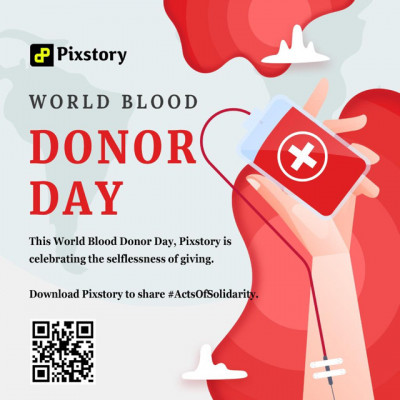 Pixstory
WORLD BLOOD
DONOR
DAY
This World Blood Donor Day, Pixstory is
celebrating the selflessness of giving.
Download Pixstory to share #ActsOfSolidarity.